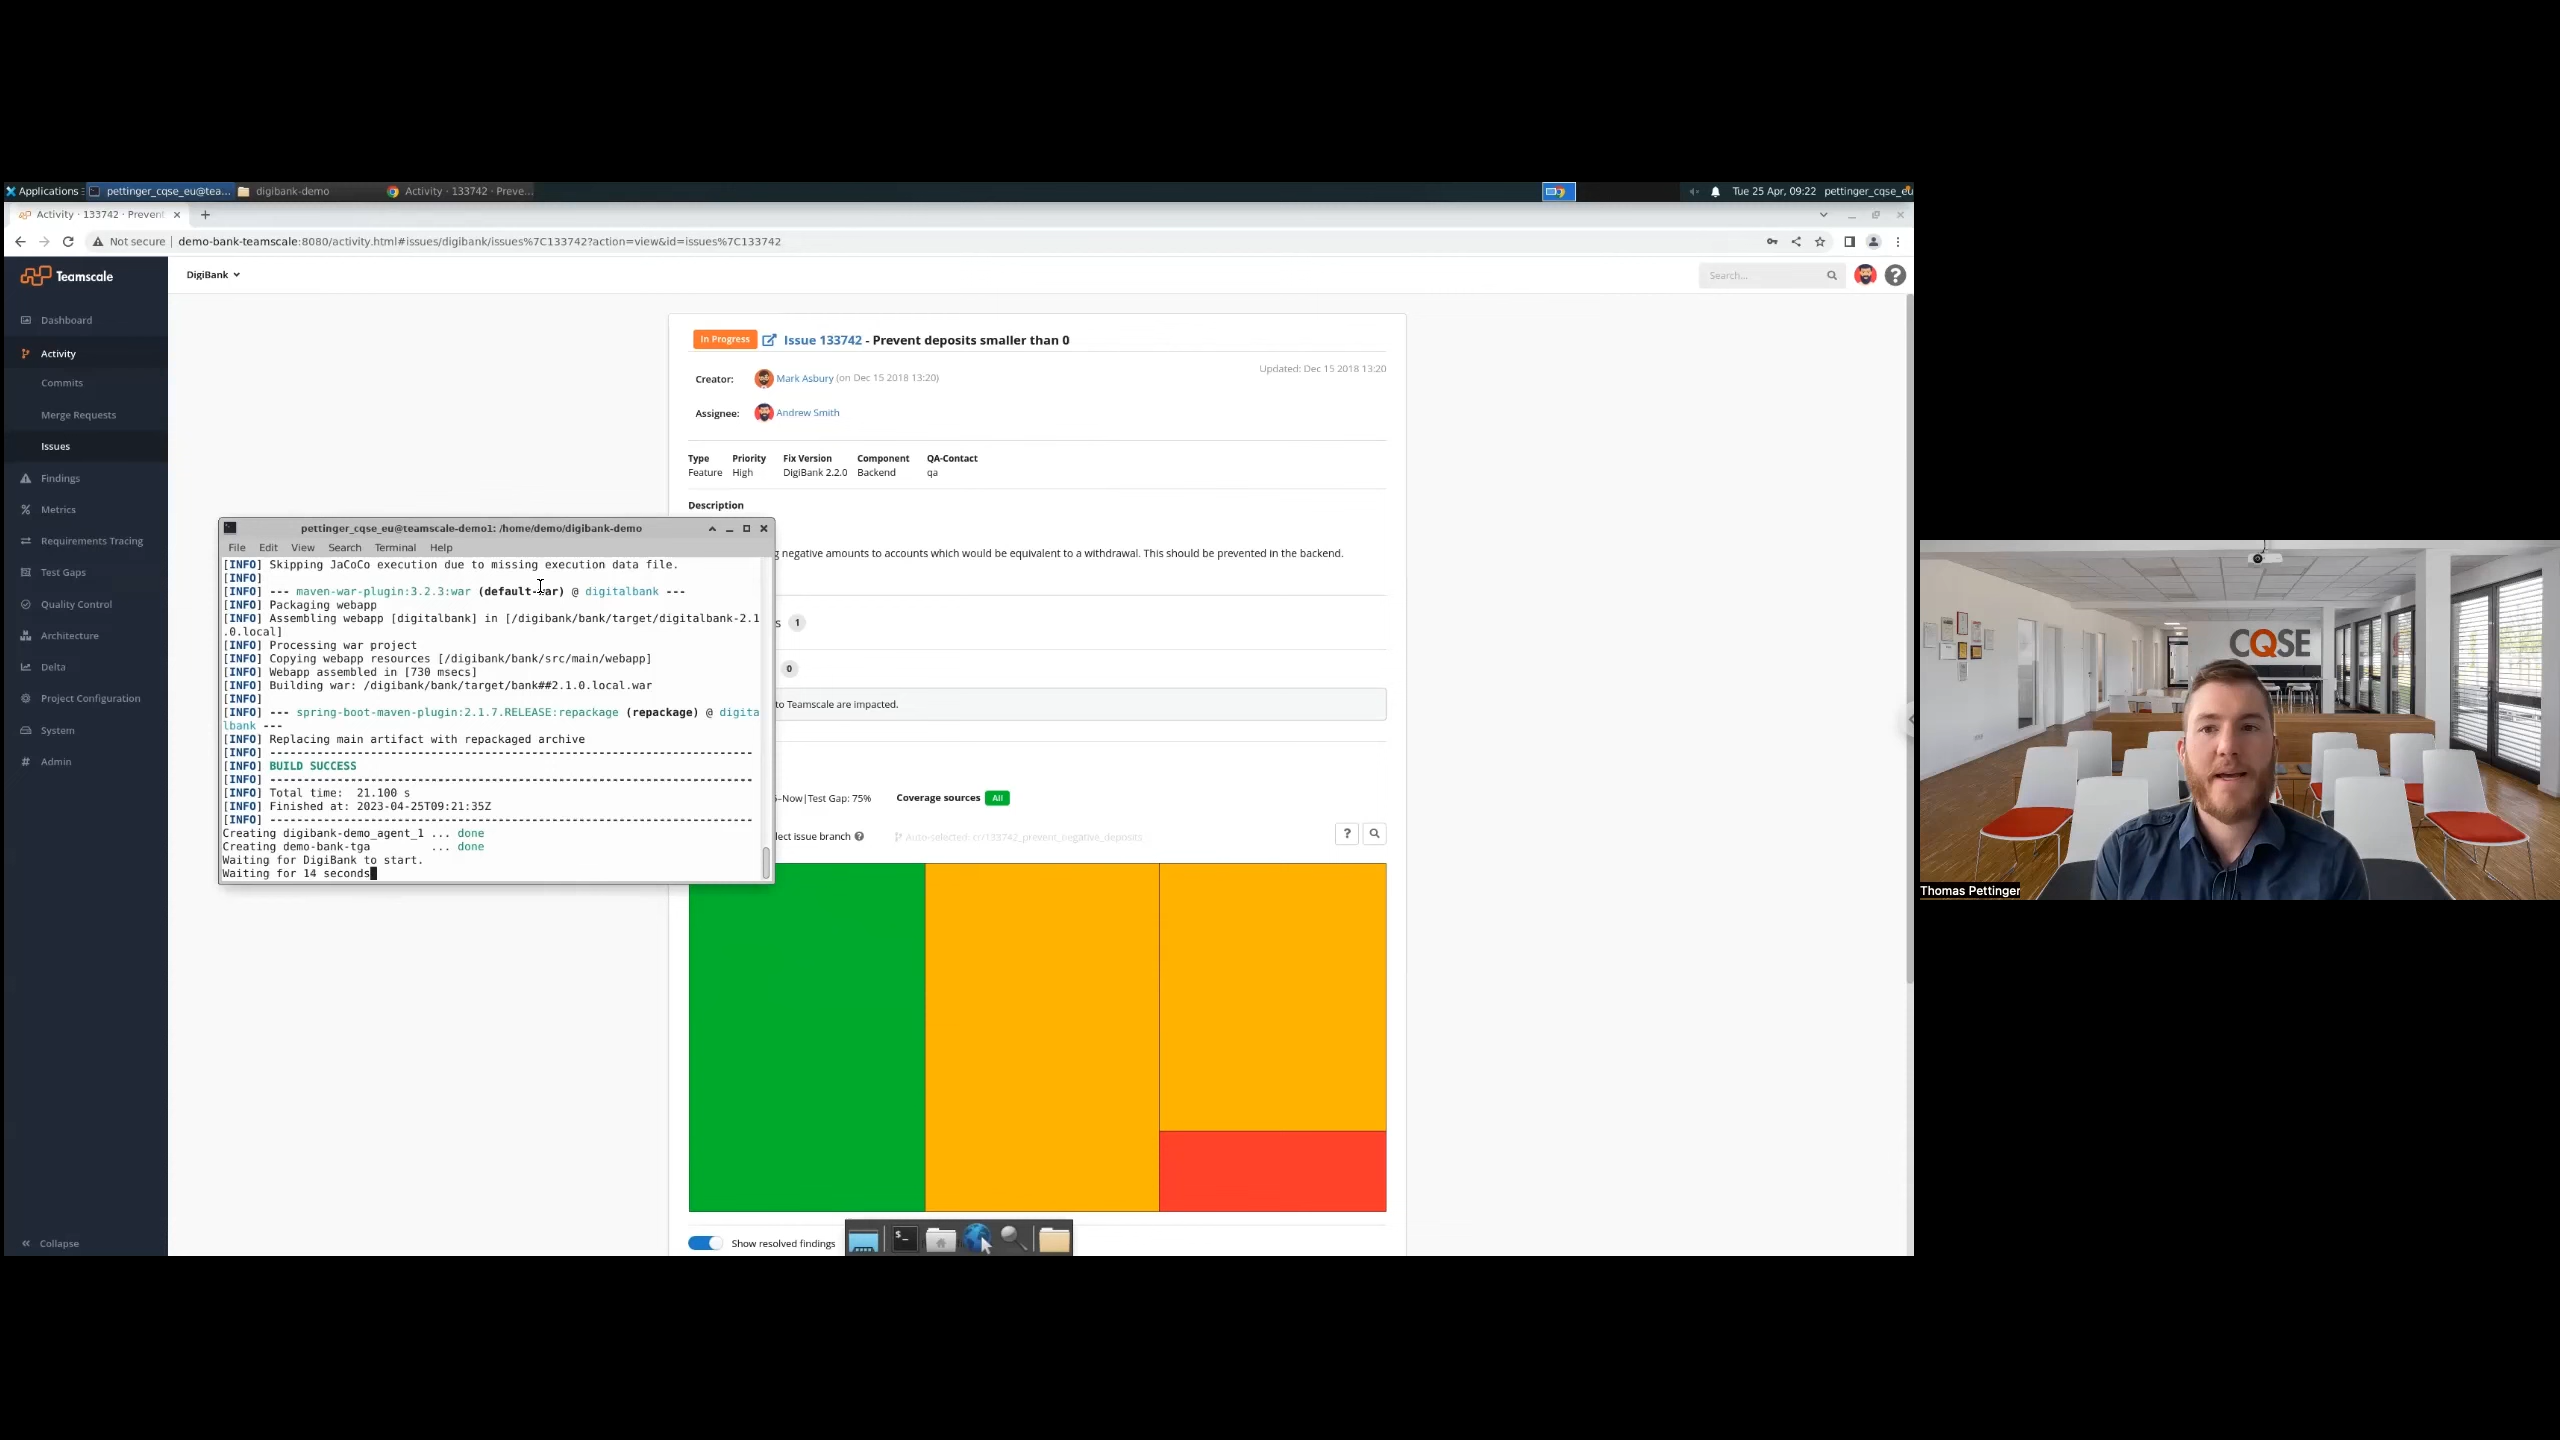 Applications
pettinger_cqse_eu@tea...
digibank-demo
Activity · 133742 · Preve...
Tue 25 Apr, 09:22
pettinger_cqse_eu
Activity · 133742 · Prevent
Not secure
demo-bank-teamscale:8080/activity.html#issues/digibank/issues%7C133742?action=view&id=issues%7C133742
Teamscale
DigiBank
Search...
Dashboard
Activity
Commits
Merge Requests
Issues
Findings
Metrics
Requirements Tracing
Test Gaps
Quality Control
Architecture
Delta
Project Configuration
System
Admin
Collapse
In Progress
Issue 133742 - Prevent deposits smaller than 0
Updated: Dec 15 2018 13:20
Creator: Mark Asbury (on Dec 15 2018 13:20)
Assignee: Andrew Smith
Type Priority Fix Version Component QA-Contact
Feature High DigiBank 2.2.0 Backend qa
Description
g negative amounts to accounts which would be equivalent to a withdrawal. This should be prevented in the backend.
s 1
0
to Teamscale are impacted.
-Now|Test Gap: 75% Coverage sources All
lect issue branch
Auto-selected: cr/133742_prevent_negative_deposits
Show resolved findings
pettinger_cqse_eu@teamscale-demo1: /home/demo/digibank-demo
File Edit View Search Terminal Help
[INFO] Skipping JaCoCo execution due to missing execution data file.
[INFO]
[INFO] --- maven-war-plugin:3.2.3:war (default-war) @ digitalbank ---
[INFO] Packaging webapp
[INFO] Assembling webapp [digitalbank] in [/digibank/bank/target/digitalbank-2.1
.0.local]
[INFO] Processing war project
[INFO] Copying webapp resources [/digibank/bank/src/main/webapp]
[INFO] Webapp assembled in [730 msecs]
[INFO] Building war: /digibank/bank/target/bank##2.1.0.local.war
[INFO]
[INFO] --- spring-boot-maven-plugin:2.1.7.RELEASE:repackage (repackage) @ digita
lbank ---
[INFO] Replacing main artifact with repackaged archive
[INFO] ------------------------------------------------------------------------
[INFO] BUILD SUCCESS
[INFO] ------------------------------------------------------------------------
[INFO] Total time: 21.100 s
[INFO] Finished at: 2023-04-25T09:21:35Z
[INFO] ------------------------------------------------------------------------
Creating digibank-demo_agent_1 ... done
Creating demo-bank-tga ... done
Waiting for DigiBank to start.
Waiting for 14 seconds
CQSE
Thomas Pettinger